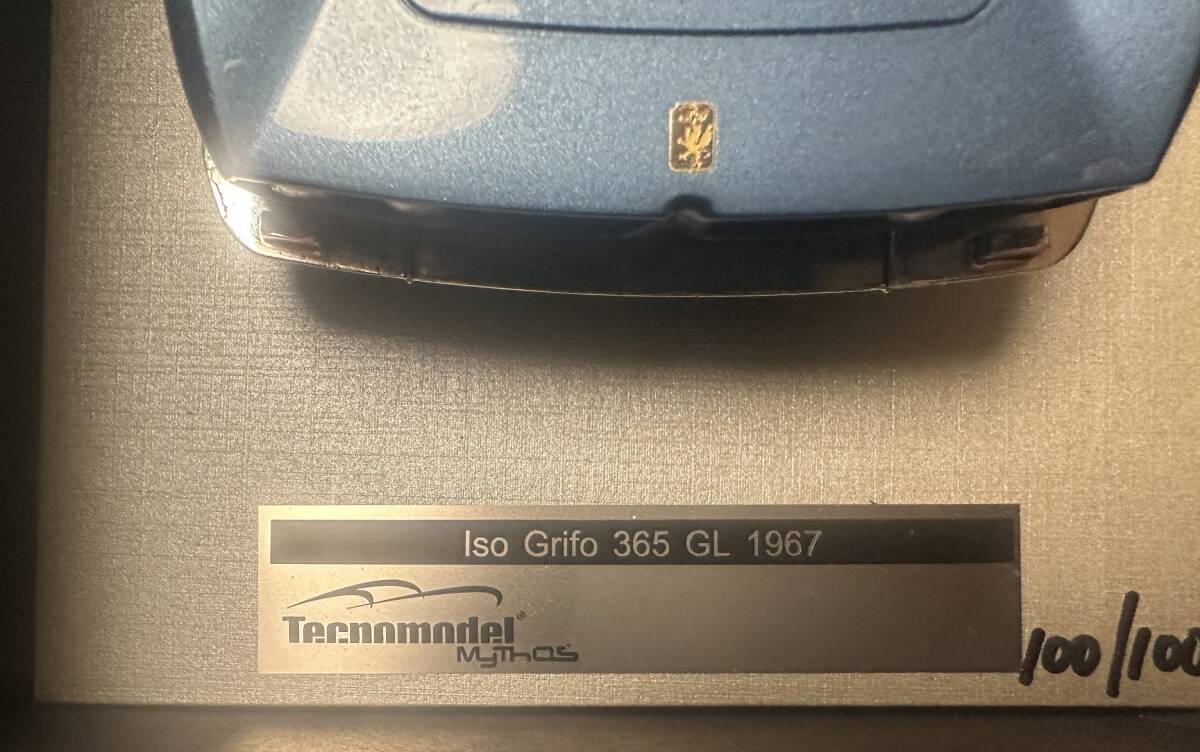 Iso Grifo 365 GL 1967
Tecnomodel®
MyThOS
100/100